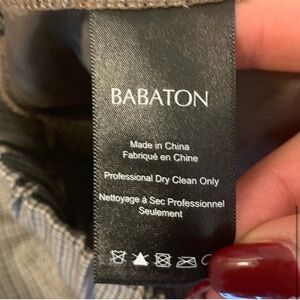 BABATON
Made in China
Fabriqué en Chine
Professional Dry Clean Only
Nettoyage à Sec Professionnel
Seulement